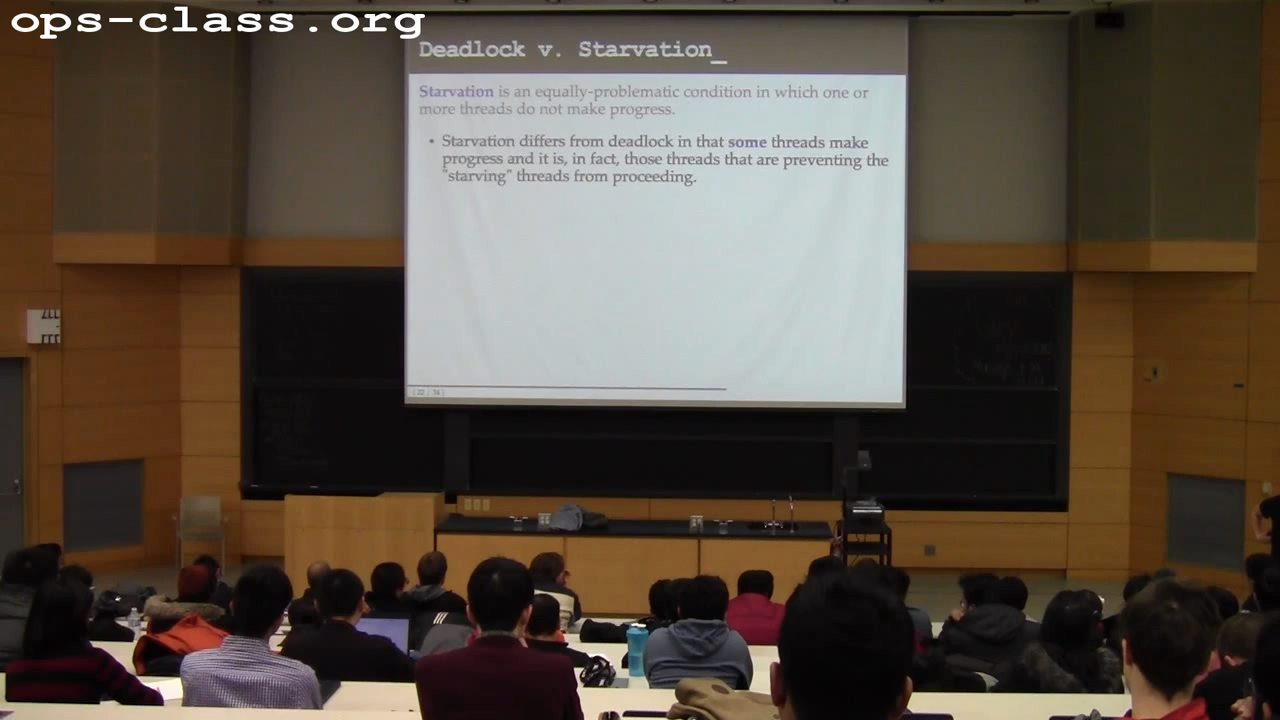 ops-class.org
Deadlock v. Starvation_
Starvation is an equally-problematic condition in which one or
more threads do not make progress.
• Starvation differs from deadlock in that some threads make
progress and it is, in fact, those threads that are preventing the
"starving" threads from proceeding.